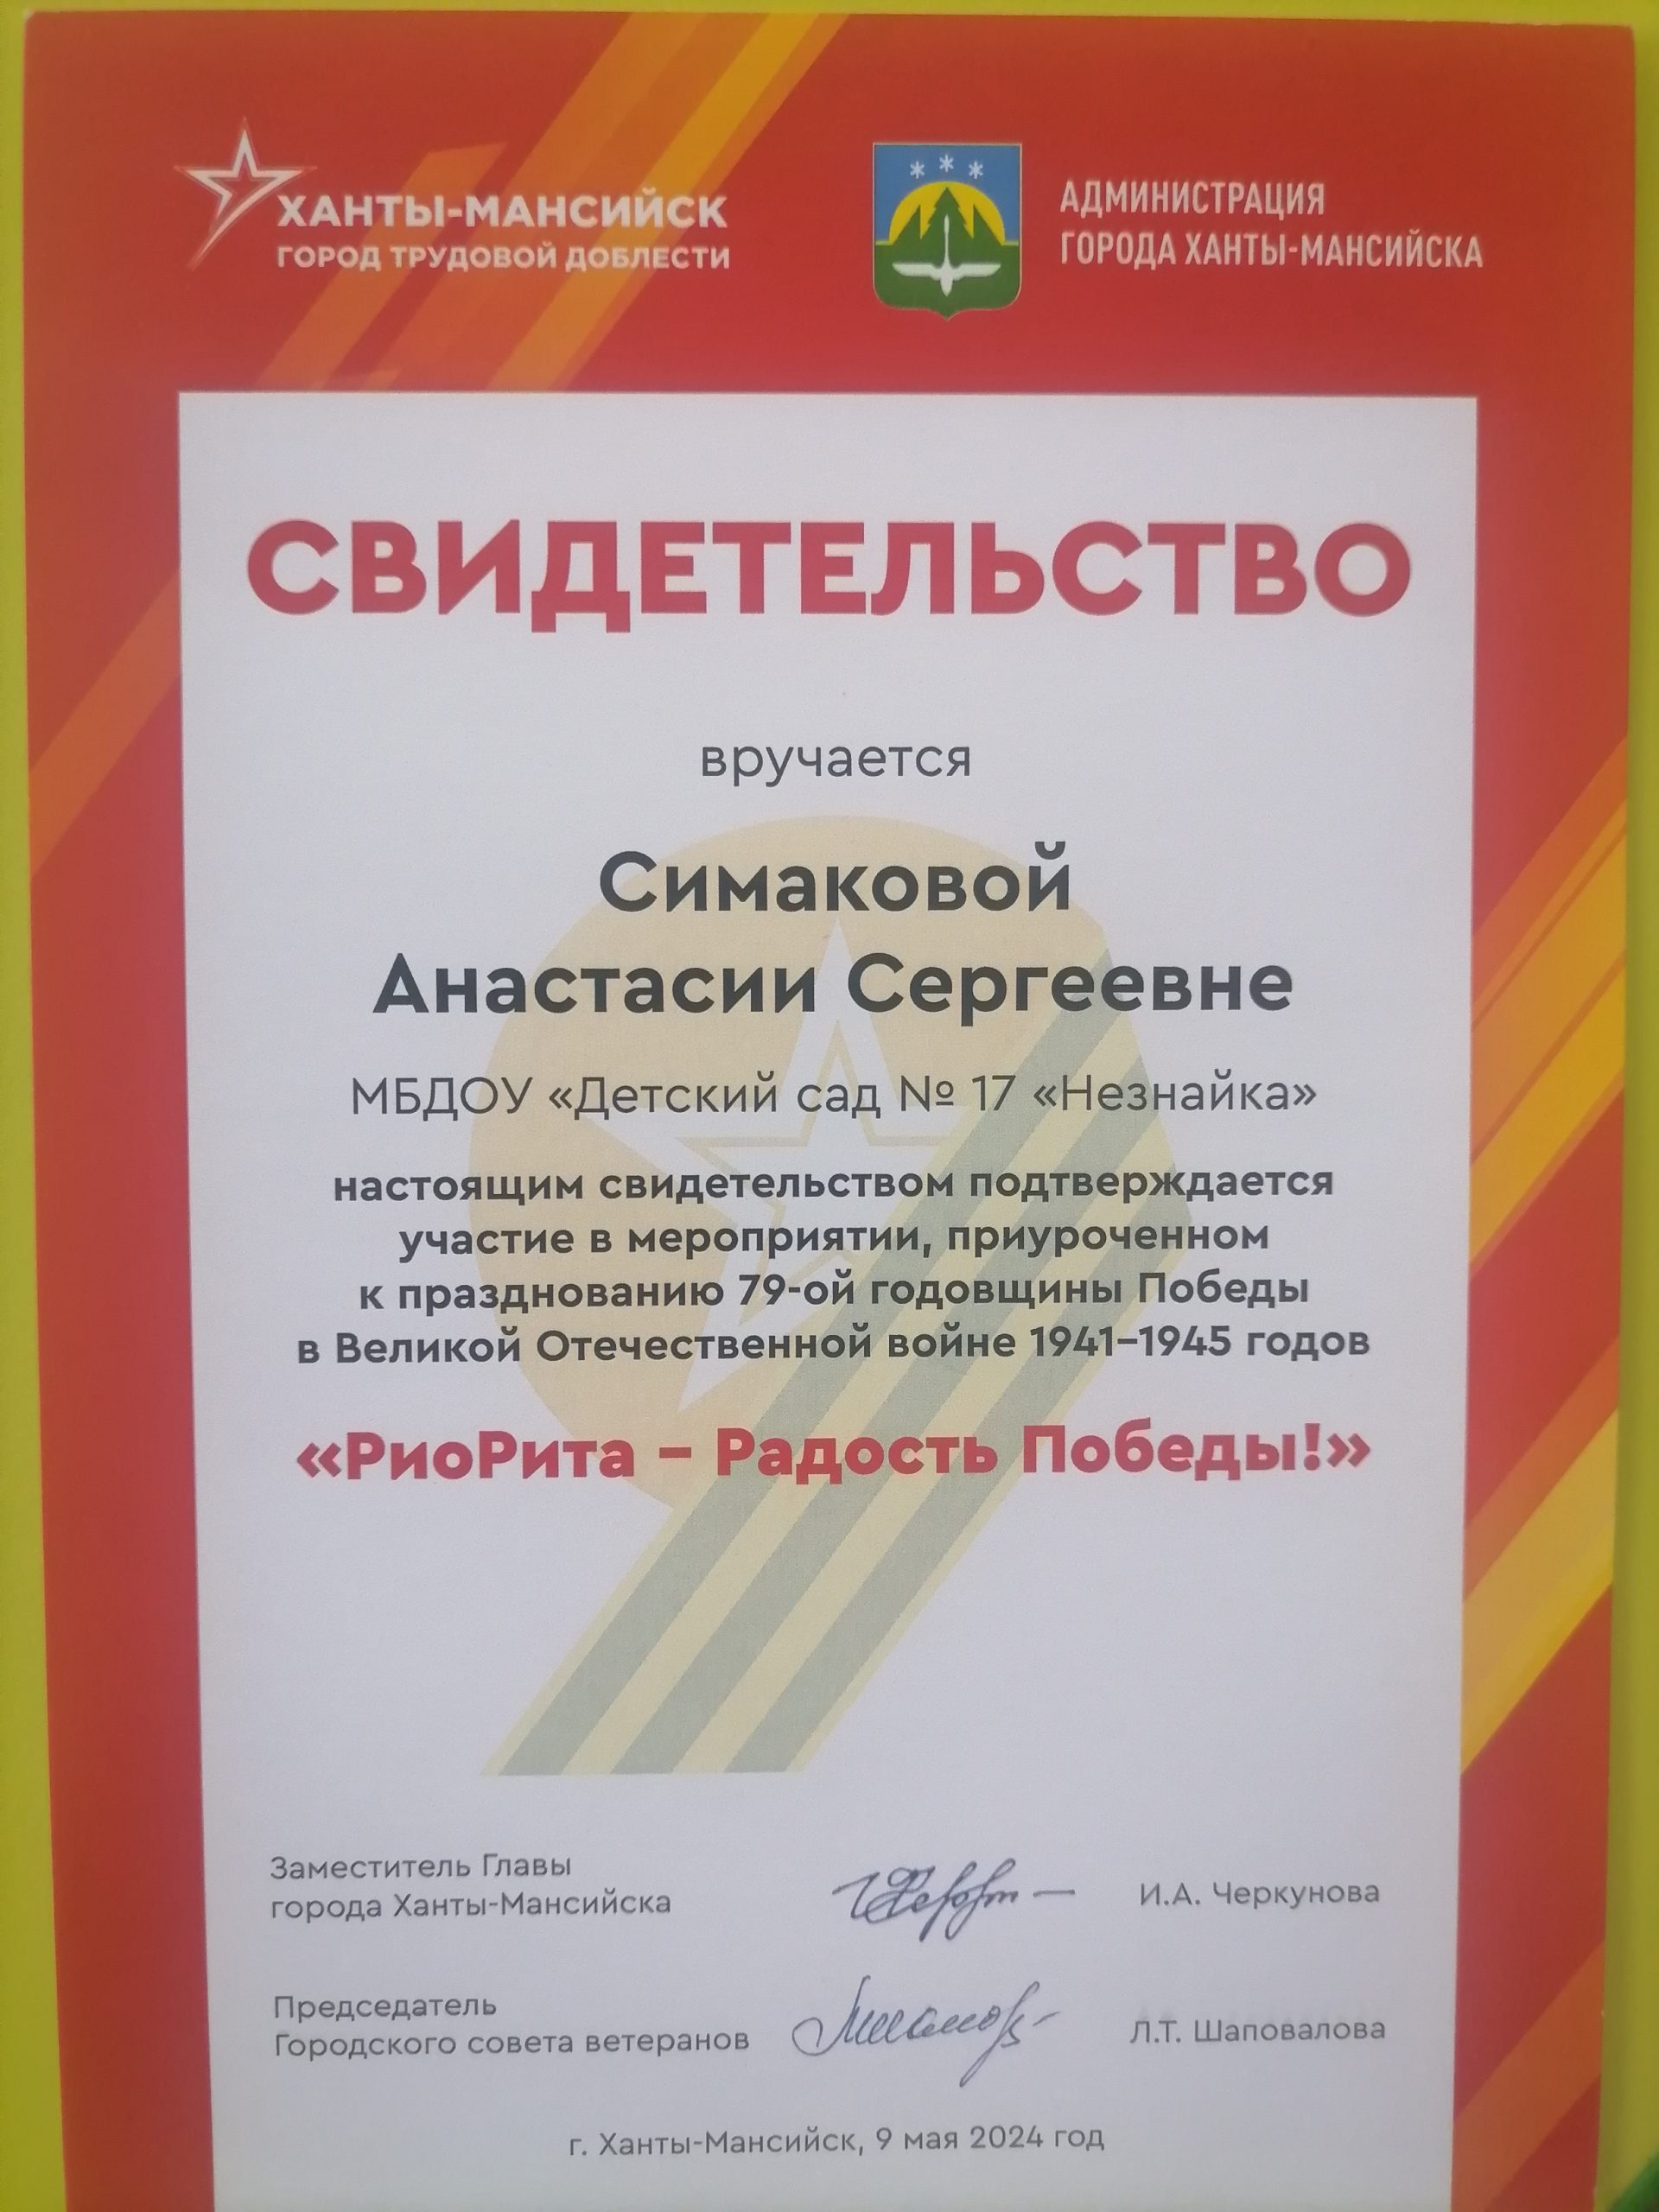 ХАНТЫ-МАНСИЙСК
ГОРОД ТРУДОВОЙ ДОБЛЕСТИ
АДМИНИСТРАЦИЯ
ГОРОДА ХАНТЫ-МАНСИЙСКА
СВИДЕТЕЛЬСТВО
вручается
Симаковой
Анастасии Сергеевне
МБДОУ «Детский сад № 17 «Незнайка»
настоящим свидетельством подтверждается
участие в мероприятии, приуроченном
к празднованию 79-ой годовщины Победы
в Великой Отечественной войне 1941–1945 годов
«РиоРита – Радость Победы!»
Заместитель Главы
города Ханты-Мансийска
И.А. Черкунова
Председатель
Городского совета ветеранов
Л.Т. Шаповалова
г. Ханты-Мансийск, 9 мая 2024 год